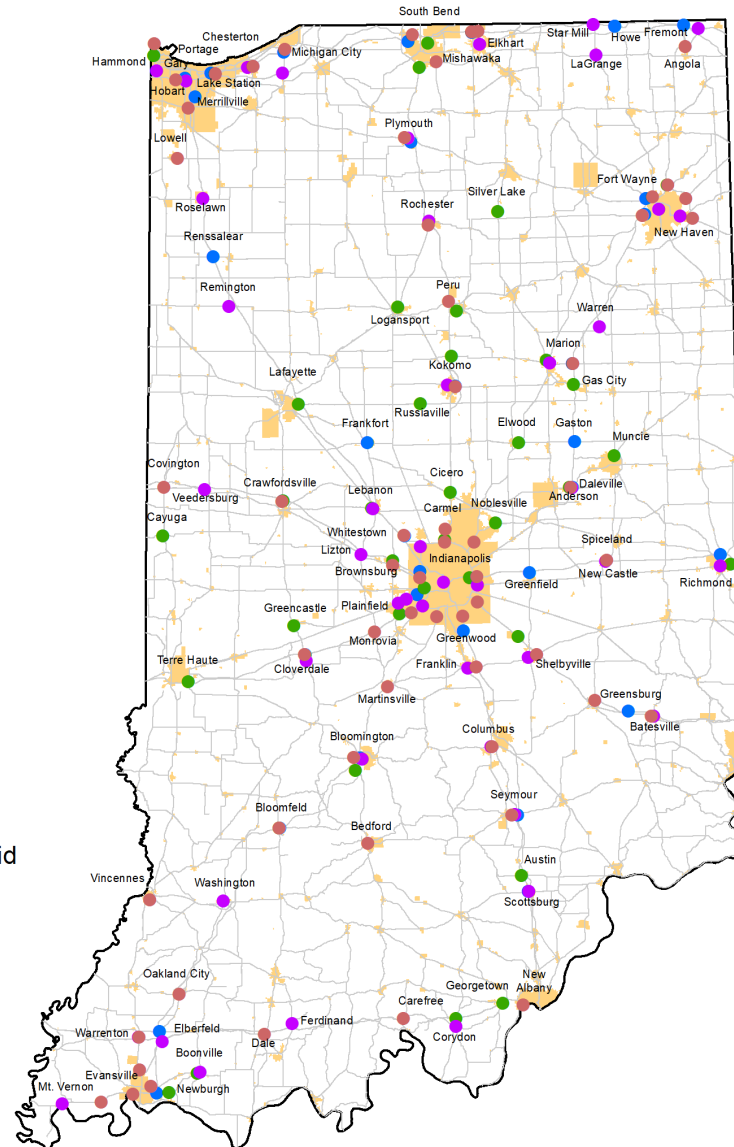 South Bend
Star Mill
Howe
Fremont
Chesterton
Portage
Michigan City
Elkhart
Hammond
Gary
Mishawaka
LaGrange
Angola
Lake Station
Hobart
Merrillville
Plymouth
Lowell
Fort Wayne
Silver Lake
Roselawn
Rochester
New Haven
Renssalear
Peru
Remington
Logansport
Warren
Marion
Kokomo
Lafayette
Gas City
Russiaville
Frankfort
Elwood
Gaston
Muncie
Covington
Cicero
Crawfordsville
Veedersburg
Lebanon
Daleville
Anderson
Carmel
Noblesville
Cayuga
Whitestown
Spiceland
Lizton
Indianapolis
Brownsburg
New Castle
Greenfield
Richmond
Greencastle
Plainfield
Monrovia
Greenwood
Terre Haute
Cloverdale
Franklin
Shelbyville
Martinsville
Greensburg
Batesville
Bloomington
Columbus
Seymour
Bloomfeld
Bedford
id
Austin
Vincennes
Washington
Scottsburg
Oakland City
New
Albany
Georgetown
Carefree
Ferdinand
Elberfeld
Warrenton
Dale
Corydon
Boonville
Evansville
Mt. Vernon
Newburgh